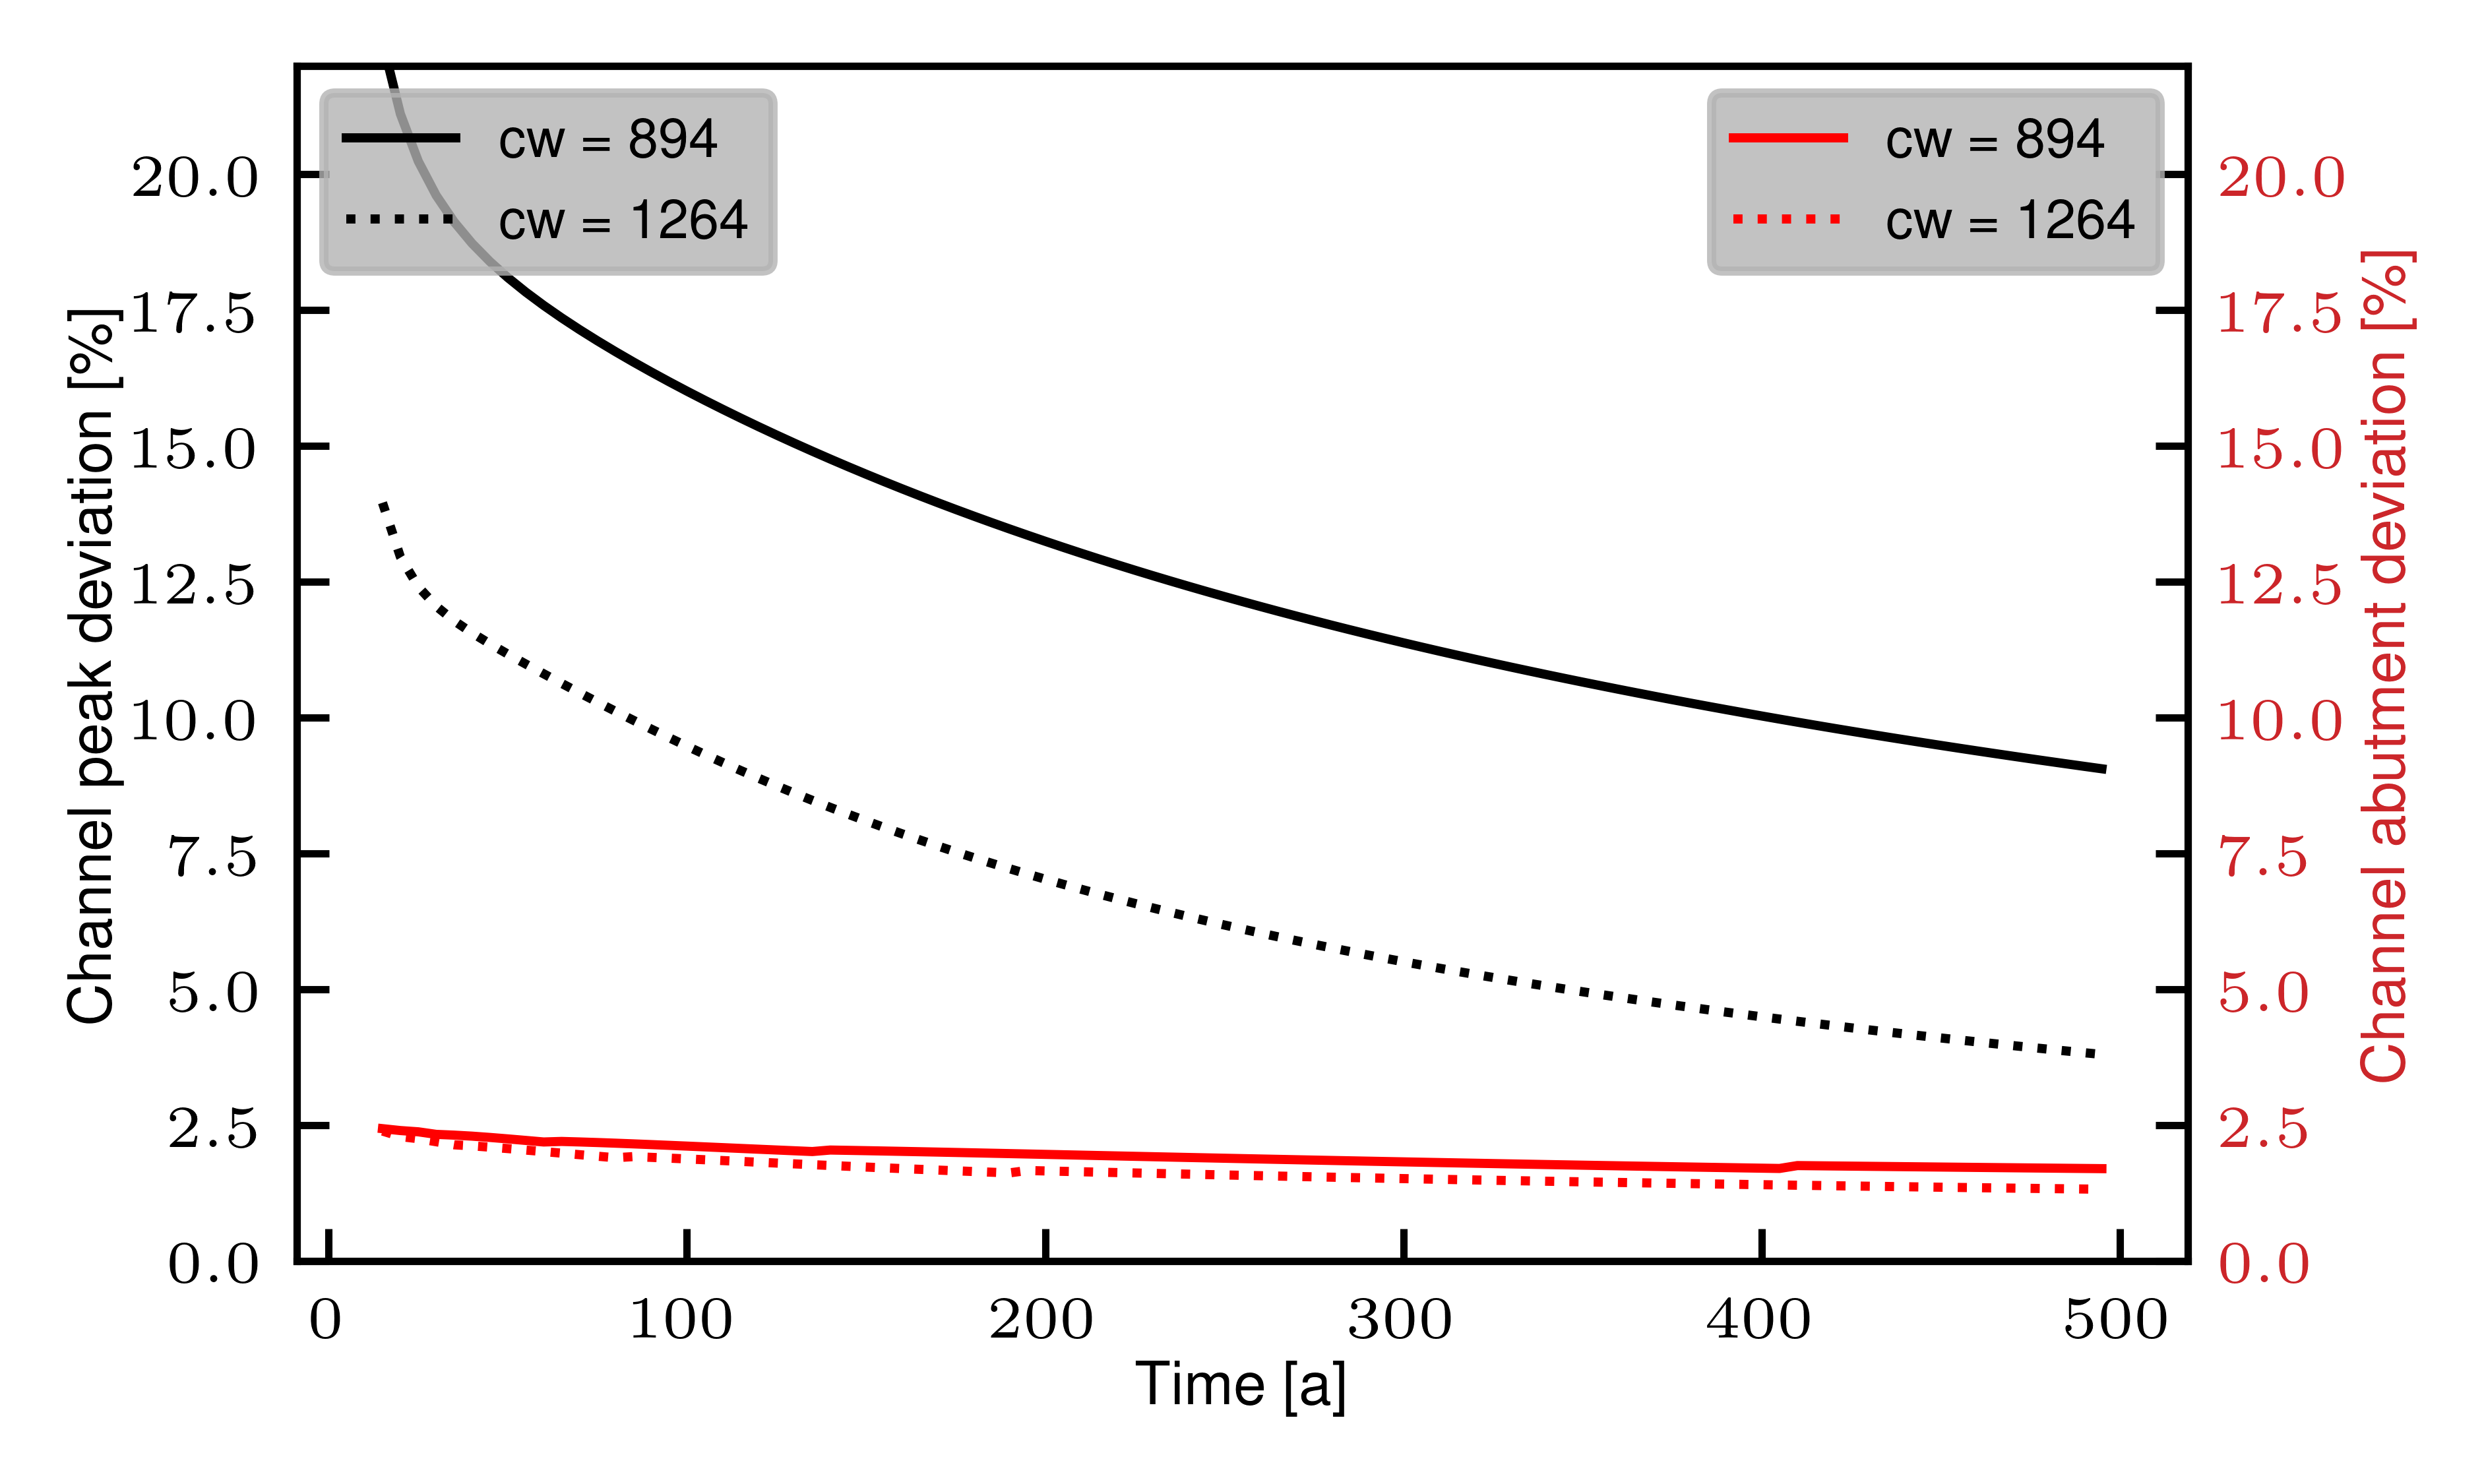 cw = 894
cw = 1264
cw = 894
cw = 1264
Channel peak deviation [%]
20.0
17.5
15.0
12.5
10.0
7.5
5.0
2.5
0.0
20.0
17.5
15.0
12.5
10.0
7.5
5.0
2.5
0.0
Channel abutment deviation [%]
0 100 200 300 400 500
Time [a]